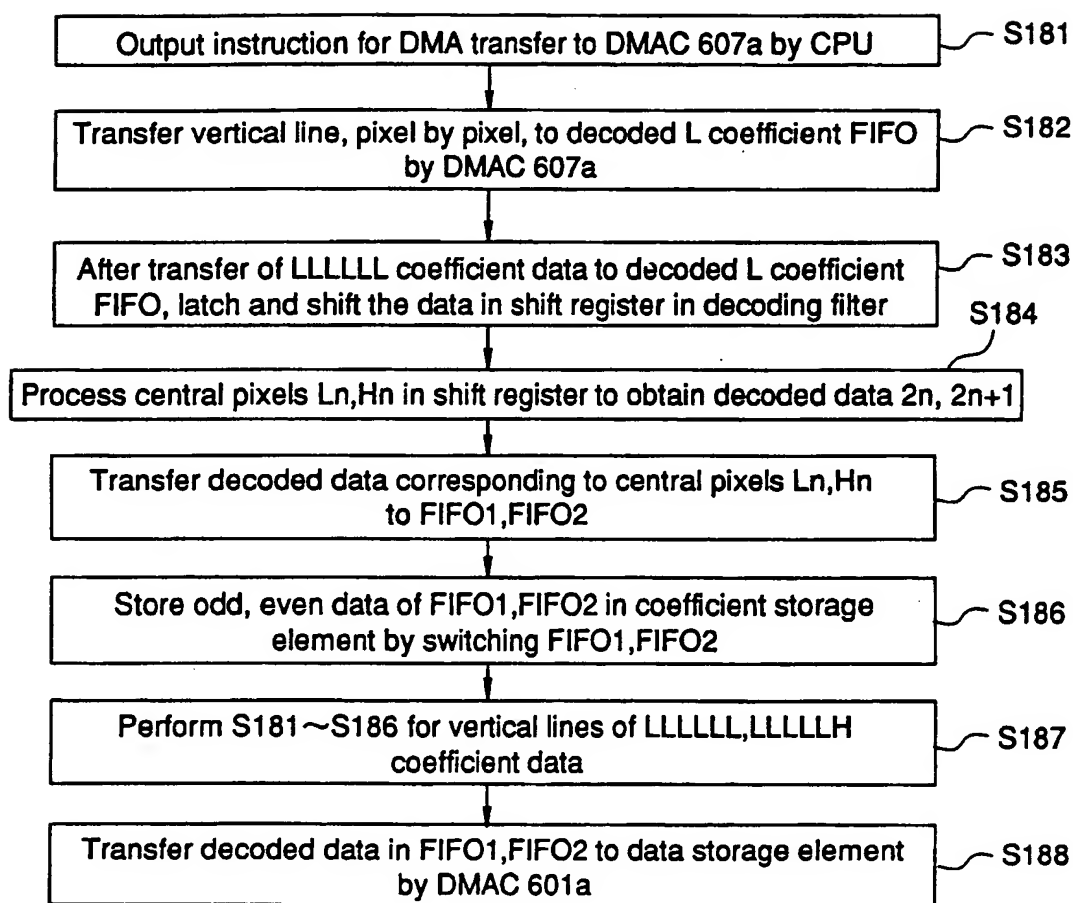 Output instruction for DMA transfer to DMAC 607a by CPU
S181
Transfer vertical line, pixel by pixel, to decoded L coefficient FIFO
by DMAC 607a
S182
After transfer of LLLLLL coefficient data to decoded L coefficient
FIFO, latch and shift the data in shift register in decoding filter
S183
S184
Process central pixels Ln,Hn in shift register to obtain decoded data 2n, 2n+1
Transfer decoded data corresponding to central pixels Ln,Hn
to FIFO1,FIFO2
S185
Store odd, even data of FIFO1,FIFO2 in coefficient storage
element by switching FIFO1,FIFO2
S186
Perform S181~S186 for vertical lines of LLLLLL,LLLLLH
coefficient data
S187
Transfer decoded data in FIFO1,FIFO2 to data storage element
by DMAC 601a
S188